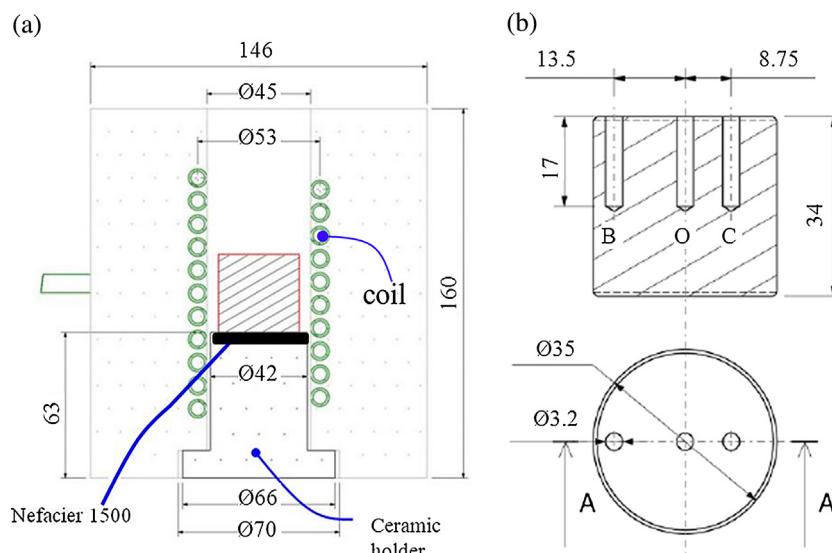 (a)
146
Ø45
Ø53
coil
160
63
Ø42
Ø66
Ø70
Nefacier 1500
Ceramic
holder
(b)
13.5
8.75
17
34
B
O
C
Ø35
Ø3.2
A
A